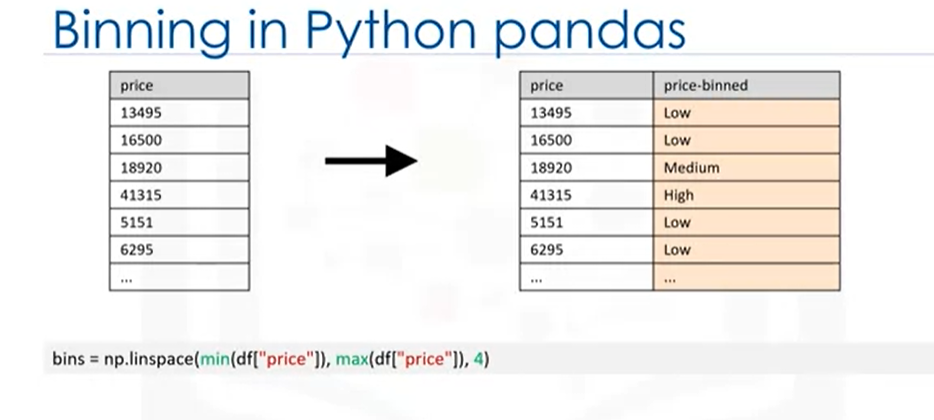 Binning in Python pandas
price
13495
16500
18920
41315
5151
6295
...
price price-binned
13495 Low
16500 Low
18920 Medium
41315 High
5151 Low
6295 Low
... ...
bins = np.linspace(min(df["price"]), max(df["price"]), 4)